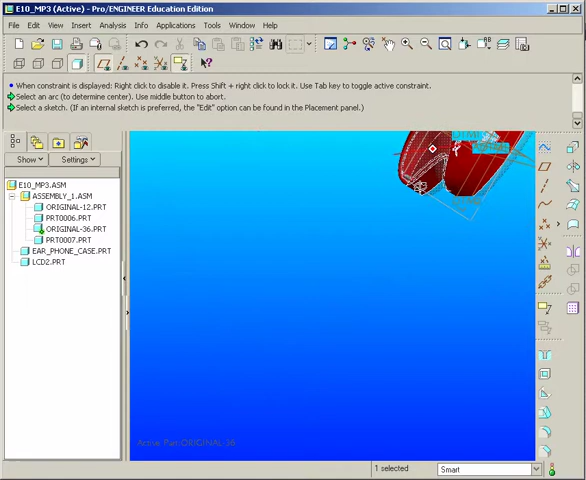 E10_MP3 (Active) - Pro/ENGINEER Education Edition
File Edit View Insert Analysis Info Applications Tools Window Help
When constraint is displayed: Right click to disable it. Press Shift + right click to lock it. Use Tab key to toggle active constraint.
Select an arc (to determine center). Use middle button to abort.
Select a sketch. (If an internal sketch is preferred, the "Edit" option can be found in the Placement panel.)
Show Settings
E10_MP3.ASM
ASSEMBLY_1.ASM
ORIGINAL-12.PRT
PRT0006.PRT
ORIGINAL-36.PRT
PRT0007.PRT
EAR_PHONE_CASE.PRT
LCD2.PRT
Active Part:ORIGINAL-36
1 selected Smart